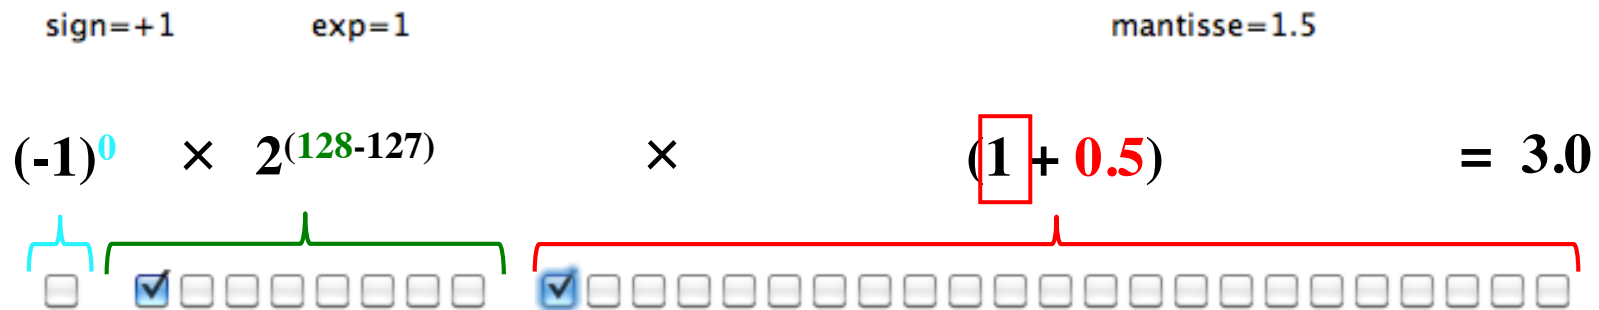 sign=+1 exp=1 mantisse=1.5
(-1)⁰ × 2⁽¹²⁸⁻¹²⁷⁾ × (1 + 0.5) = 3.0